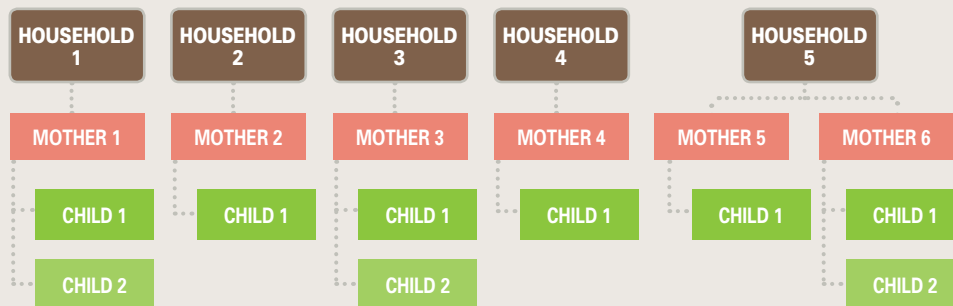 HOUSEHOLD
1
HOUSEHOLD
2
HOUSEHOLD
3
HOUSEHOLD
4
HOUSEHOLD
5
MOTHER 1
MOTHER 2
MOTHER 3
MOTHER 4
MOTHER 5
MOTHER 6
CHILD 1
CHILD 1
CHILD 1
CHILD 1
CHILD 1
CHILD 1
CHILD 2
CHILD 2
CHILD 2